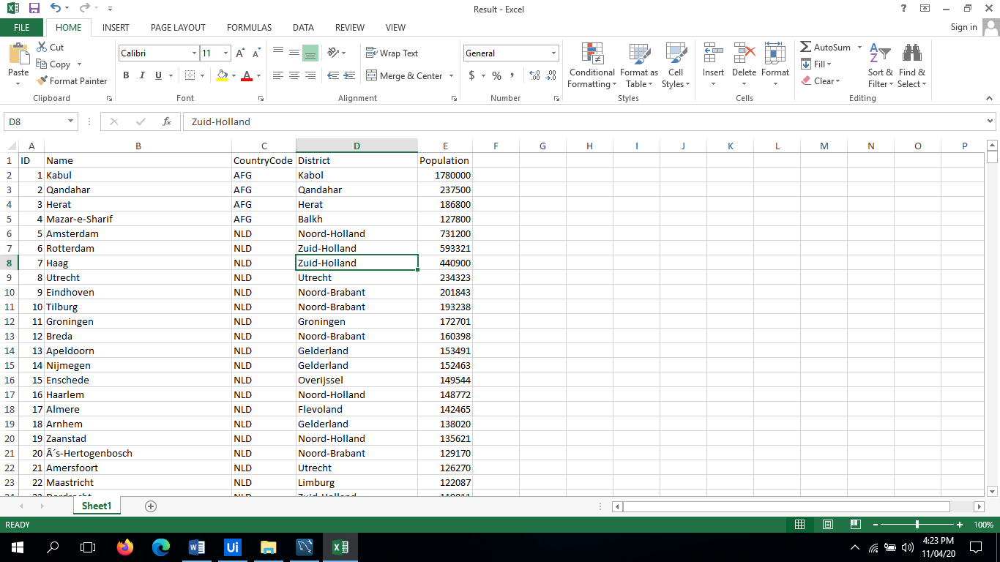 Result - Excel
FILE HOME INSERT PAGE LAYOUT FORMULAS DATA REVIEW VIEW Sign in
Paste Cut Copy Format Painter
Clipboard
Calibri 11
B I U
Font
Wrap Text
Merge & Center
Alignment
General
$ % ,
Number
Conditional Formatting Format as Table Cell Styles
Styles
Insert Delete Format
Cells
AutoSum Fill Clear Sort & Filter Find & Select
Editing
D8 fx Zuid-Holland
A B C D E F G H I J K L M N O P
1 ID Name CountryCode District Population
2 1 Kabul AFG Kabol 1780000
3 2 Qandahar AFG Qandahar 237500
4 3 Herat AFG Herat 186800
5 4 Mazar-e-Sharif AFG Balkh 127800
6 5 Amsterdam NLD Noord-Holland 731200
7 6 Rotterdam NLD Zuid-Holland 593321
8 7 Haag NLD Zuid-Holland 440900
9 8 Utrecht NLD Utrecht 234323
10 9 Eindhoven NLD Noord-Brabant 201843
11 10 Tilburg NLD Noord-Brabant 193238
12 11 Groningen NLD Groningen 172701
13 12 Breda NLD Noord-Brabant 160398
14 13 Apeldoorn NLD Gelderland 153491
15 14 Nijmegen NLD Gelderland 152463
16 15 Enschede NLD Overijssel 149544
17 16 Haarlem NLD Noord-Holland 148772
18 17 Almere NLD Flevoland 142465
19 18 Arnhem NLD Gelderland 138020
20 19 Zaanstad NLD Noord-Holland 135621
21 20 Â´s-Hertogenbosch NLD Noord-Brabant 129170
22 21 Amersfoort NLD Utrecht 126270
23 22 Maastricht NLD Limburg 122087
Sheet1
READY 100%
4:23 PM
11/04/20